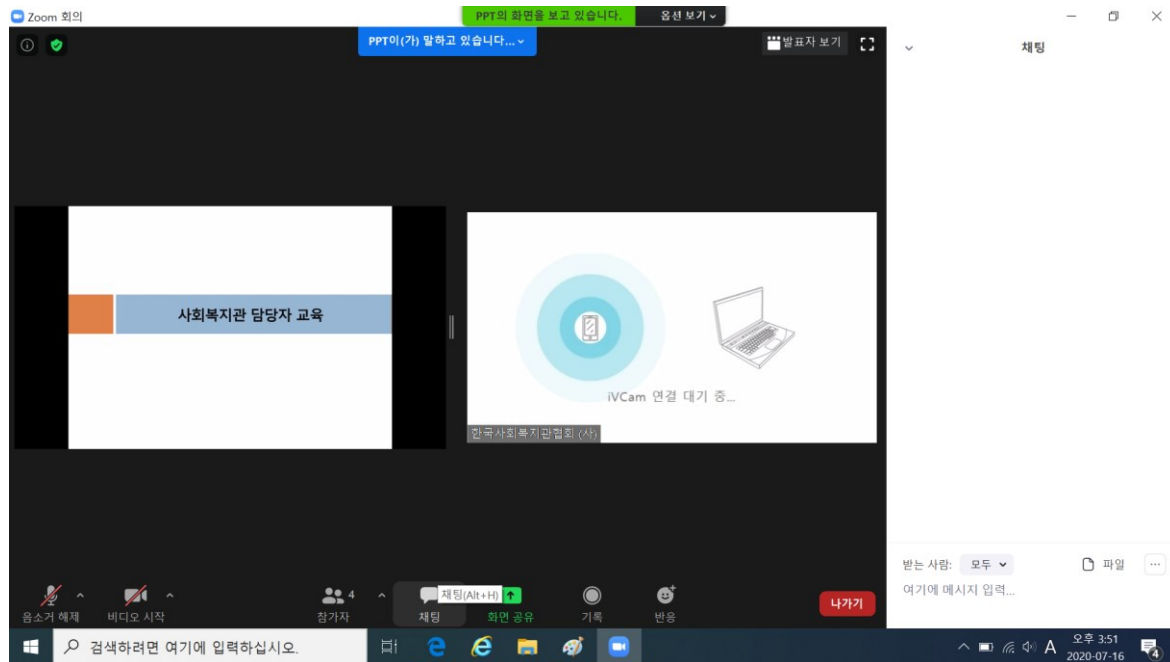 Zoom 회의
PPT의 화면을 보고 있습니다.
옵션 보기
PPT이(가) 말하고 있습니다...
발표자 보기
채팅
사회복지관 담당자 교육
iVCam 연결 대기 중...
한국사회복지관협회 (사)
받는 사람: 모두
파일
여기에 메시지 입력...
음소거 해제
비디오 시작
4
참가자
채팅
채팅(Alt+H)
화면 공유
기록
반응
나가기
검색하려면 여기에 입력하십시오.
A
오후 3:51
2020-07-16
4